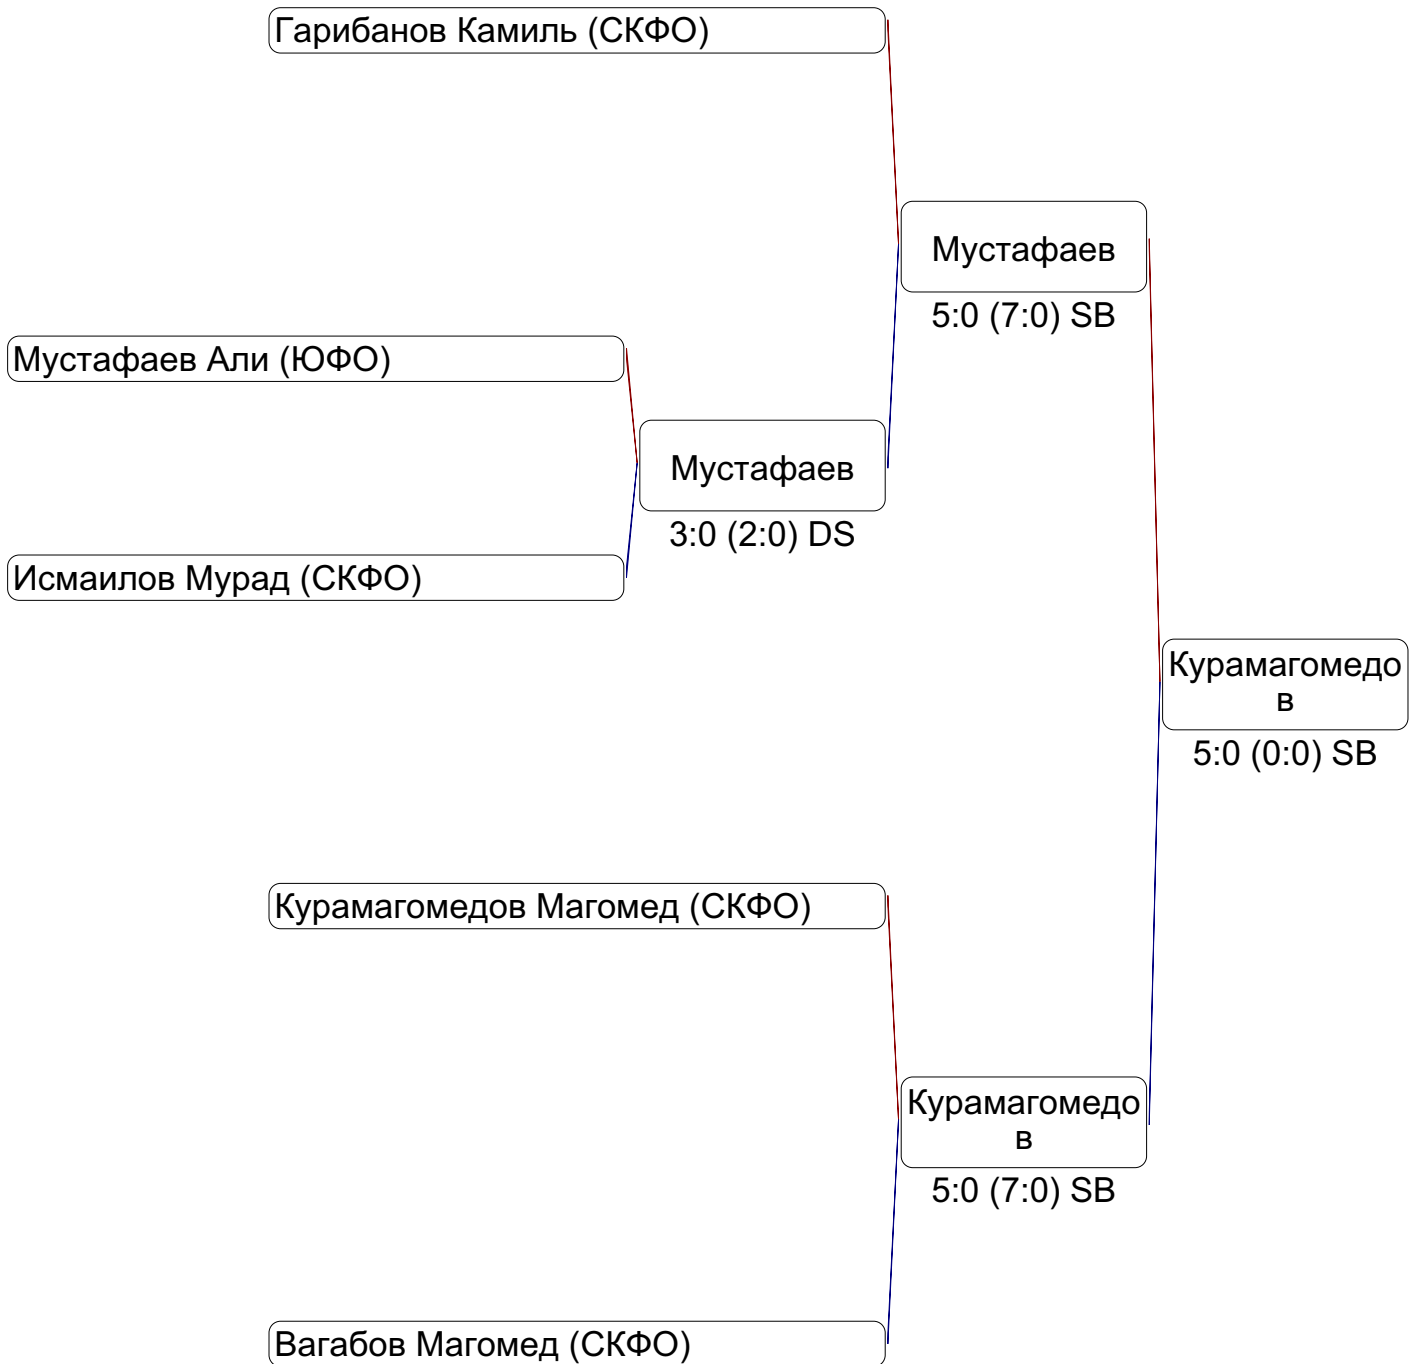 Гарибанов Камиль (СКФО)
Мустафаев
5:0 (7:0) SB
Мустафаев Али (ЮФО)
Мустафаев
3:0 (2:0) DS
Исмаилов Мурад (СКФО)
Курамагомедо
в
5:0 (0:0) SB
Курамагомедов Магомед (СКФО)
Курамагомедо
в
5:0 (7:0) SB
Вагабов Магомед (СКФО)